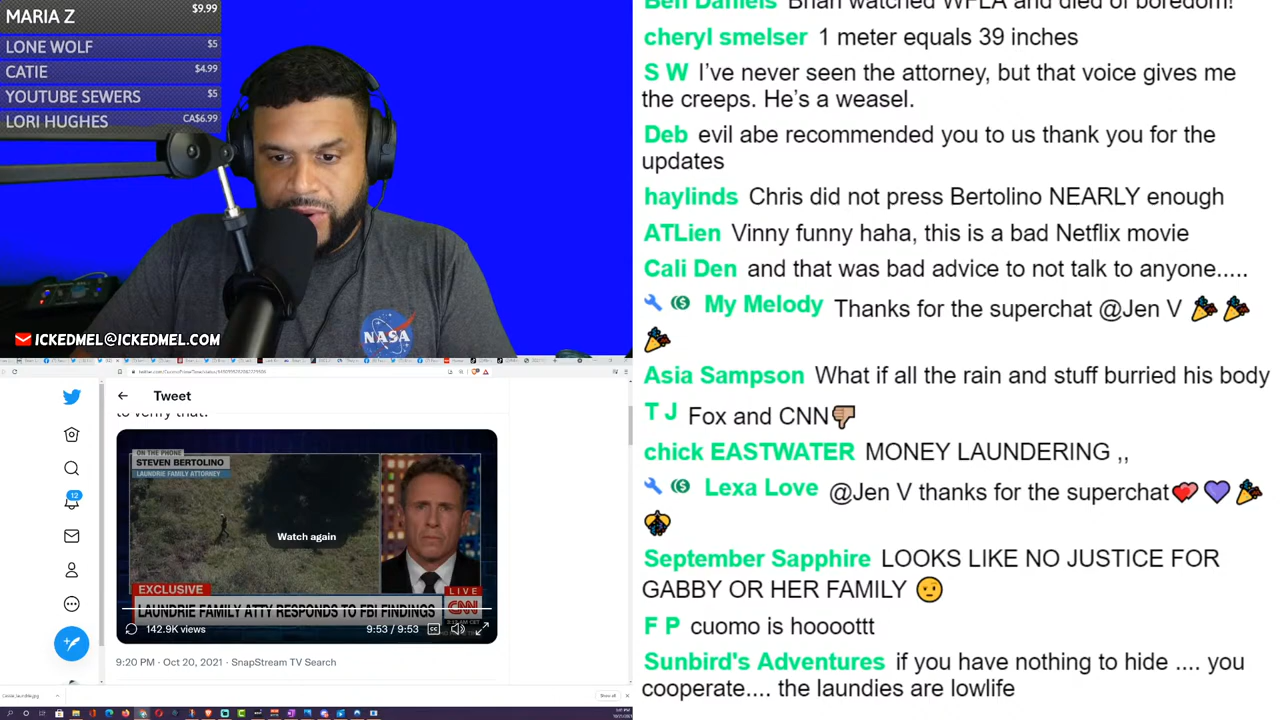 MARIA Z $9.99
LONE WOLF $5
CATIE $4.99
YOUTUBE SEWERS $5
LORI HUGHES CA$6.99
NASA
ICKEDMEL@ICKEDMEL.COM
Tweet
to verify that?
ON THE PHONE
STEVEN BERTOLINO
LAUNDRIE FAMILY ATTORNEY
Watch again
EXCLUSIVE
LIVE
LAUNDRIE FAMILY ATTY RESPONDS TO FBI FINDINGS
CNN
142.9K views
9:53 / 9:53
12
9:20 PM · Oct 20, 2021 · SnapStream TV Search
Show all
Ben Daniels Brian watched WFLA and died of boredom!
cheryl smelser 1 meter equals 39 inches
S W I’ve never seen the attorney, but that voice gives me
the creeps. He’s a weasel.
Deb evil abe recommended you to us thank you for the
updates
haylinds Chris did not press Bertolino NEARLY enough
ATLien Vinny funny haha, this is a bad Netflix movie
Cali Den and that was bad advice to not talk to anyone.....
My Melody Thanks for the superchat @Jen V
Asia Sampson What if all the rain and stuff burried his body
T J Fox and CNN
chick EASTWATER MONEY LAUNDERING ,,
Lexa Love @Jen V thanks for the superchat
September Sapphire LOOKS LIKE NO JUSTICE FOR
GABBY OR HER FAMILY
F P cuomo is hoooottt
Sunbird's Adventures if you have nothing to hide .... you
cooperate.... the laundies are lowlife